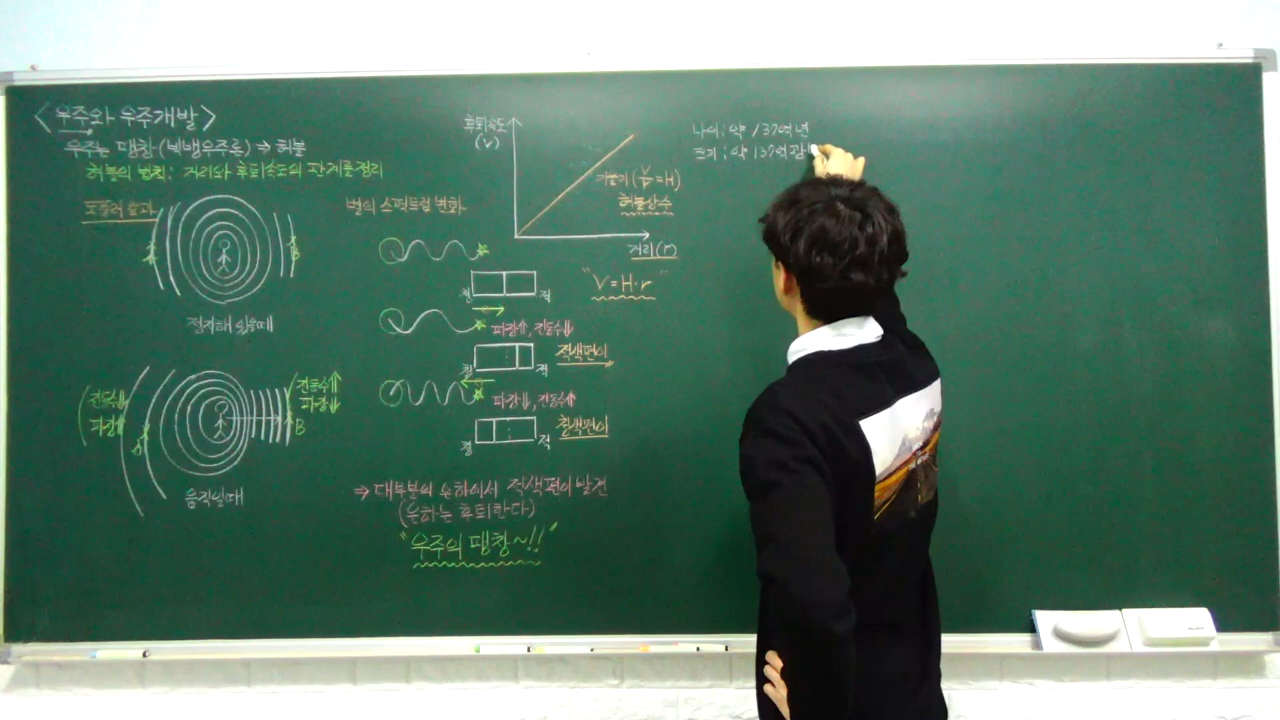 <우주와 우주개발>
우주는 팽창(빅뱅우주론) ⇒ 허블
허블의 법칙: 거리와 후퇴속도의 관계를 정리
도플러 효과
A
B
정지해 있을때
진동수⇓
파장⇑
A
진동수⇑
파장⇓
B
움직일때
별의 스펙트럼 변화
청 적
파장⇑, 진동수⇓
청 적 적색편이
파장⇓, 진동수⇑
청 적 청색편이
⇒ 대부분의 은하에서 적색편이 발견
(은하는 후퇴한다)
"우주의 팽창~!!"
후퇴속도
(V)
기울기(V/r=H)
허블상수
거리(r)
"V=H·r"
나이: 약 137억년
크기: 약 137억광